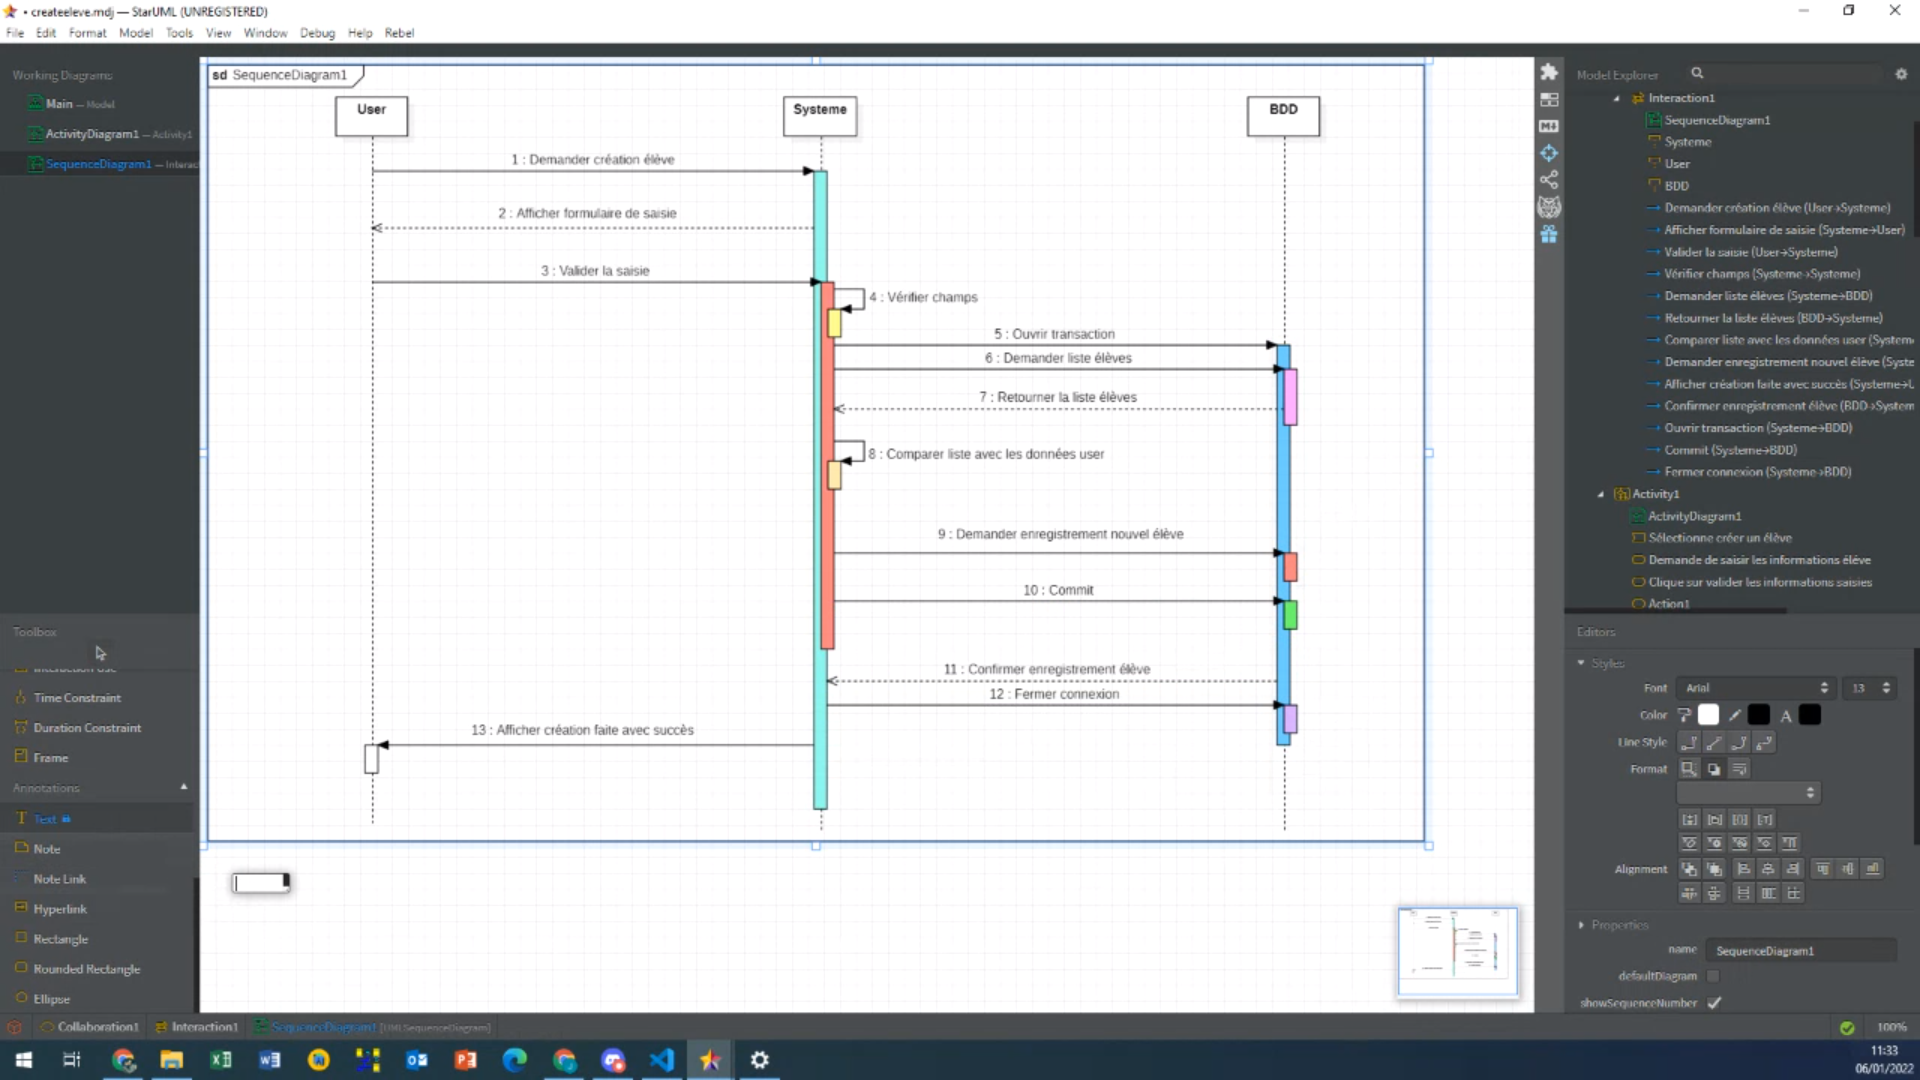 • createeleve.mdj — StarUML (UNREGISTERED)
File Edit Format Model Tools View Window Debug Help Rebel
Working Diagrams
Main — Model
ActivityDiagram1 — Activity1
SequenceDiagram1 — Interac
Toolbox
Interaction Use
Time Constraint
Duration Constraint
Frame
Annotations
Text
Note
Note Link
Hyperlink
Rectangle
Rounded Rectangle
Ellipse
sd SequenceDiagram1
User
Systeme
BDD
1 : Demander création élève
2 : Afficher formulaire de saisie
3 : Valider la saisie
4 : Vérifier champs
5 : Ouvrir transaction
6 : Demander liste élèves
7 : Retourner la liste élèves
8 : Comparer liste avec les données user
9 : Demander enregistrement nouvel élève
10 : Commit
11 : Confirmer enregistrement élève
12 : Fermer connexion
13 : Afficher création faite avec succès
Model Explorer
Interaction1
SequenceDiagram1
Systeme
User
BDD
Demander création élève (User→Systeme)
Afficher formulaire de saisie (Systeme→User)
Valider la saisie (User→Systeme)
Vérifier champs (Systeme→Systeme)
Demander liste élèves (Systeme→BDD)
Retourner la liste élèves (BDD→Systeme)
Comparer liste avec les données user (System
Demander enregistrement nouvel élève (Syste
Afficher création faite avec succès (Systeme→U
Confirmer enregistrement élève (BDD→System
Ouvrir transaction (Systeme→BDD)
Commit (Systeme→BDD)
Fermer connexion (Systeme→BDD)
Activity1
ActivityDiagram1
Sélectionne créer un élève
Demande de saisir les informations élève
Clique sur valider les informations saisies
Action1
Editors
Styles
Font Arial 13
Color A
Line Style
Format
Alignment
Properties
name SequenceDiagram1
defaultDiagram
showSequenceNumber
Collaboration1 Interaction1 SequenceDiagram1 [UMLSequenceDiagram]
100%
11:33
06/01/2022